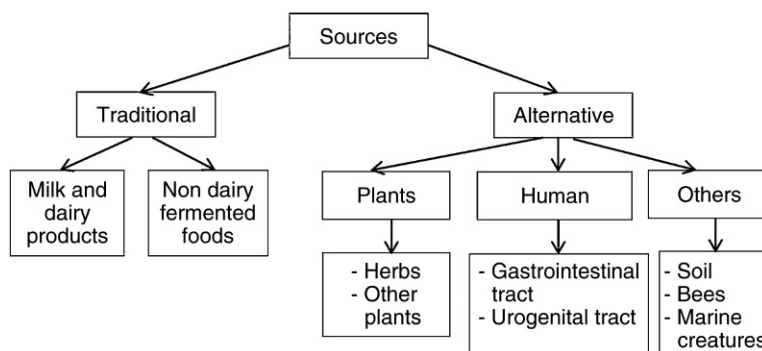 Sources
Traditional
Alternative
Milk and
dairy
products
Non dairy
fermented
foods
Plants
Human
Others
- Herbs
- Other
plants
- Gastrointestinal
tract
- Urogenital tract
- Soil
- Bees
- Marine
creatures